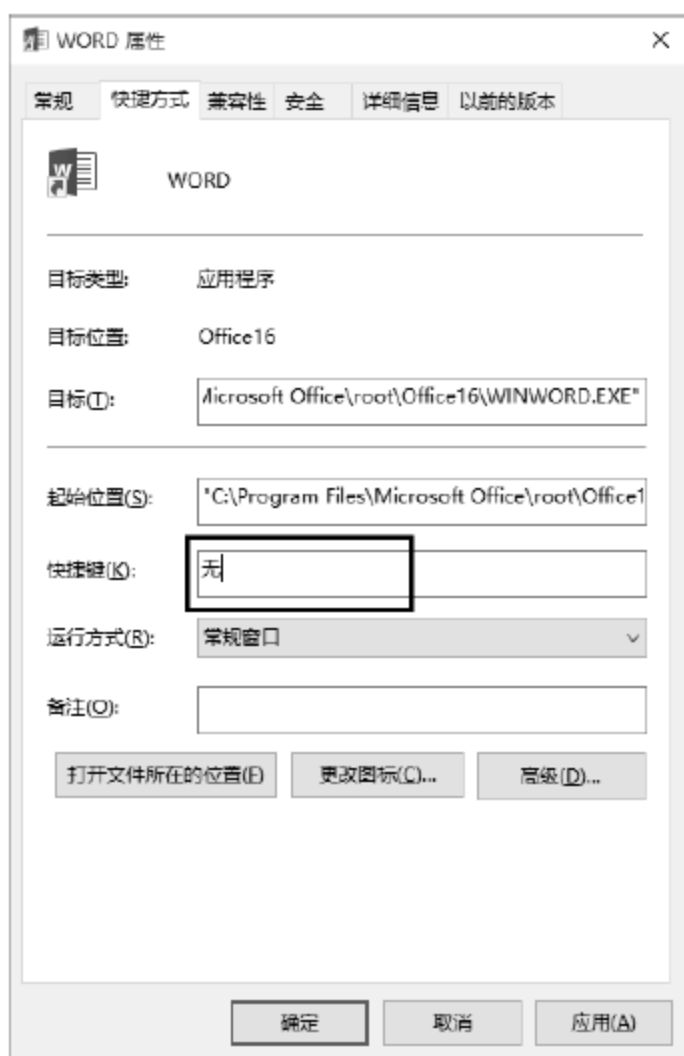 WORD 属性
常规 快捷方式 兼容性 安全 详细信息 以前的版本
WORD
目标类型: 应用程序
目标位置: Office16
目标(T): Microsoft Office\root\Office16\WINWORD.EXE"
起始位置(S): "C:\Program Files\Microsoft Office\root\Office1
快捷键(K): 无
运行方式(R): 常规窗口
备注(O):
打开文件所在的位置(F) 更改图标(C)... 高级(D)...
确定 取消 应用(A)